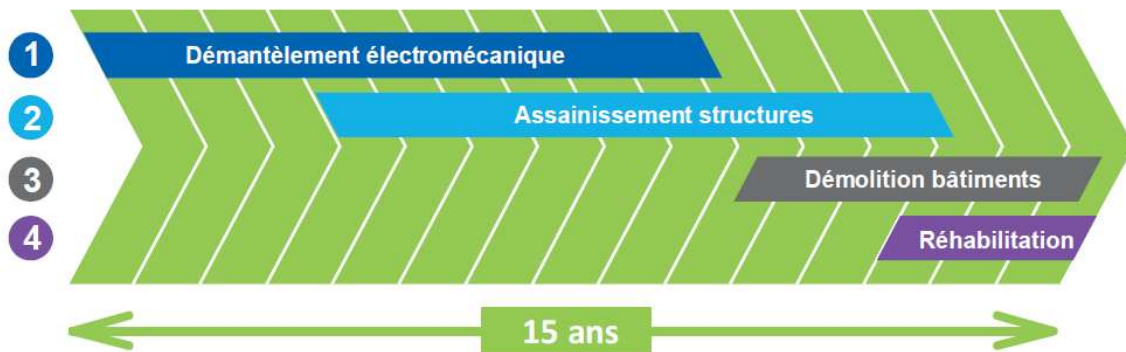 1
Démantèlement électromécanique
2
Assainissement structures
3
Démolition bâtiments
4
Réhabilitation
15 ans